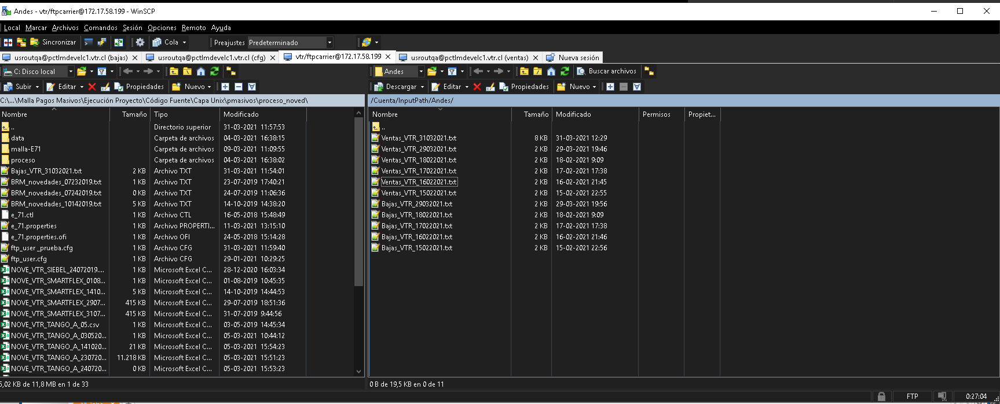 Andes - vtr/ftpcarrier@172.17.58.199 - WinSCP
Local Marcar Archivos Comandos Sesión Opciones Remoto Ayuda
Sincronizar Cola Preajustes Predeterminado
usroutqa@pctlmdevelc1.vtr.cl (bajas) usroutqa@pctlmdevelc1.vtr.cl (cfg) vtr/ftpcarrier@172.17.58.199 usroutqa@pctlmdevelc1.vtr.cl (ventas) Nueva sesión
C: Disco local
Subir Editar Propiedades Nuevo
C:\...\Malla Pagos Masivos\Ejecución Proyecto\Código Fuente\Capa Unix\pmasivos\proceso_noved\
Nombre Tamaño Tipo Modificado
.. Directorio superior 31-03-2021 11:57:53
data Carpeta de archivos 04-03-2021 16:38:15
malla-E71 Carpeta de archivos 09-03-2021 11:09:55
proceso Carpeta de archivos 04-03-2021 16:38:02
Bajas_VTR_31032021.txt 2 KB Archivo TXT 31-03-2021 11:54:01
BRM_novedades_07232019.txt 1 KB Archivo TXT 23-07-2019 17:40:21
BRM_novedades_07242019.txt 0 KB Archivo TXT 24-07-2019 11:06:36
BRM_novedades_10142019.txt 5 KB Archivo TXT 14-10-2019 14:38:20
e_71.ctl 1 KB Archivo CTL 16-05-2018 15:48:49
e_71.properties 1 KB Archivo PROPERTI... 11-03-2021 13:15:10
e_71.properties.ofi 1 KB Archivo OFI 24-05-2018 15:14:28
ftp_user _prueba.cfg 1 KB Archivo CFG 31-03-2021 11:59:40
ftp_user.cfg 1 KB Archivo CFG 29-01-2021 10:29:25
NOVE_VTR_SIEBEL_24072019.... 1 KB Microsoft Excel C... 28-12-2020 16:03:34
NOVE_VTR_SMARTFLEX_0108... 1 KB Microsoft Excel C... 01-08-2019 10:45:35
NOVE_VTR_SMARTFLEX_1410... 5 KB Microsoft Excel C... 14-10-2019 14:44:53
NOVE_VTR_SMARTFLEX_2907... 415 KB Microsoft Excel C... 29-07-2019 18:51:36
NOVE_VTR_SMARTFLEX_3107... 415 KB Microsoft Excel C... 31-07-2019 9:44:56
NOVE_VTR_TANGO_A_05.csv 1 KB Microsoft Excel C... 03-05-2019 14:45:34
NOVE_VTR_TANGO_A_030520... 1 KB Microsoft Excel C... 05-03-2021 10:44:12
NOVE_VTR_TANGO_A_141020... 21 KB Microsoft Excel C... 05-03-2021 15:54:23
NOVE_VTR_TANGO_A_230720... 11.218 KB Microsoft Excel C... 05-03-2021 15:51:23
NOVE_VTR_TANGO_A_240720... 0 KB Microsoft Excel C... 05-03-2021 15:53:23
5,02 KB de 11,8 MB en 1 de 33
Andes Buscar archivos
Descargar Editar Propiedades Nuevo
/Cuenta/InputPath/Andes/
Nombre Tamaño Modificado Permisos Propiet...
..
Ventas_VTR_31032021.txt 8 KB 31-03-2021 12:29
Ventas_VTR_29032021.txt 2 KB 29-03-2021 19:46
Ventas_VTR_18022021.txt 2 KB 18-02-2021 9:09
Ventas_VTR_17022021.txt 2 KB 17-02-2021 17:38
Ventas_VTR_16022021.txt 2 KB 16-02-2021 21:45
Ventas_VTR_15022021.txt 2 KB 15-02-2021 22:55
Bajas_VTR_29032021.txt 2 KB 29-03-2021 19:56
Bajas_VTR_18022021.txt 2 KB 18-02-2021 9:09
Bajas_VTR_17022021.txt 2 KB 17-02-2021 17:38
Bajas_VTR_16022021.txt 2 KB 16-02-2021 21:46
Bajas_VTR_15022021.txt 2 KB 15-02-2021 22:56
0 B de 19,5 KB en 0 de 11
FTP 0:27:04